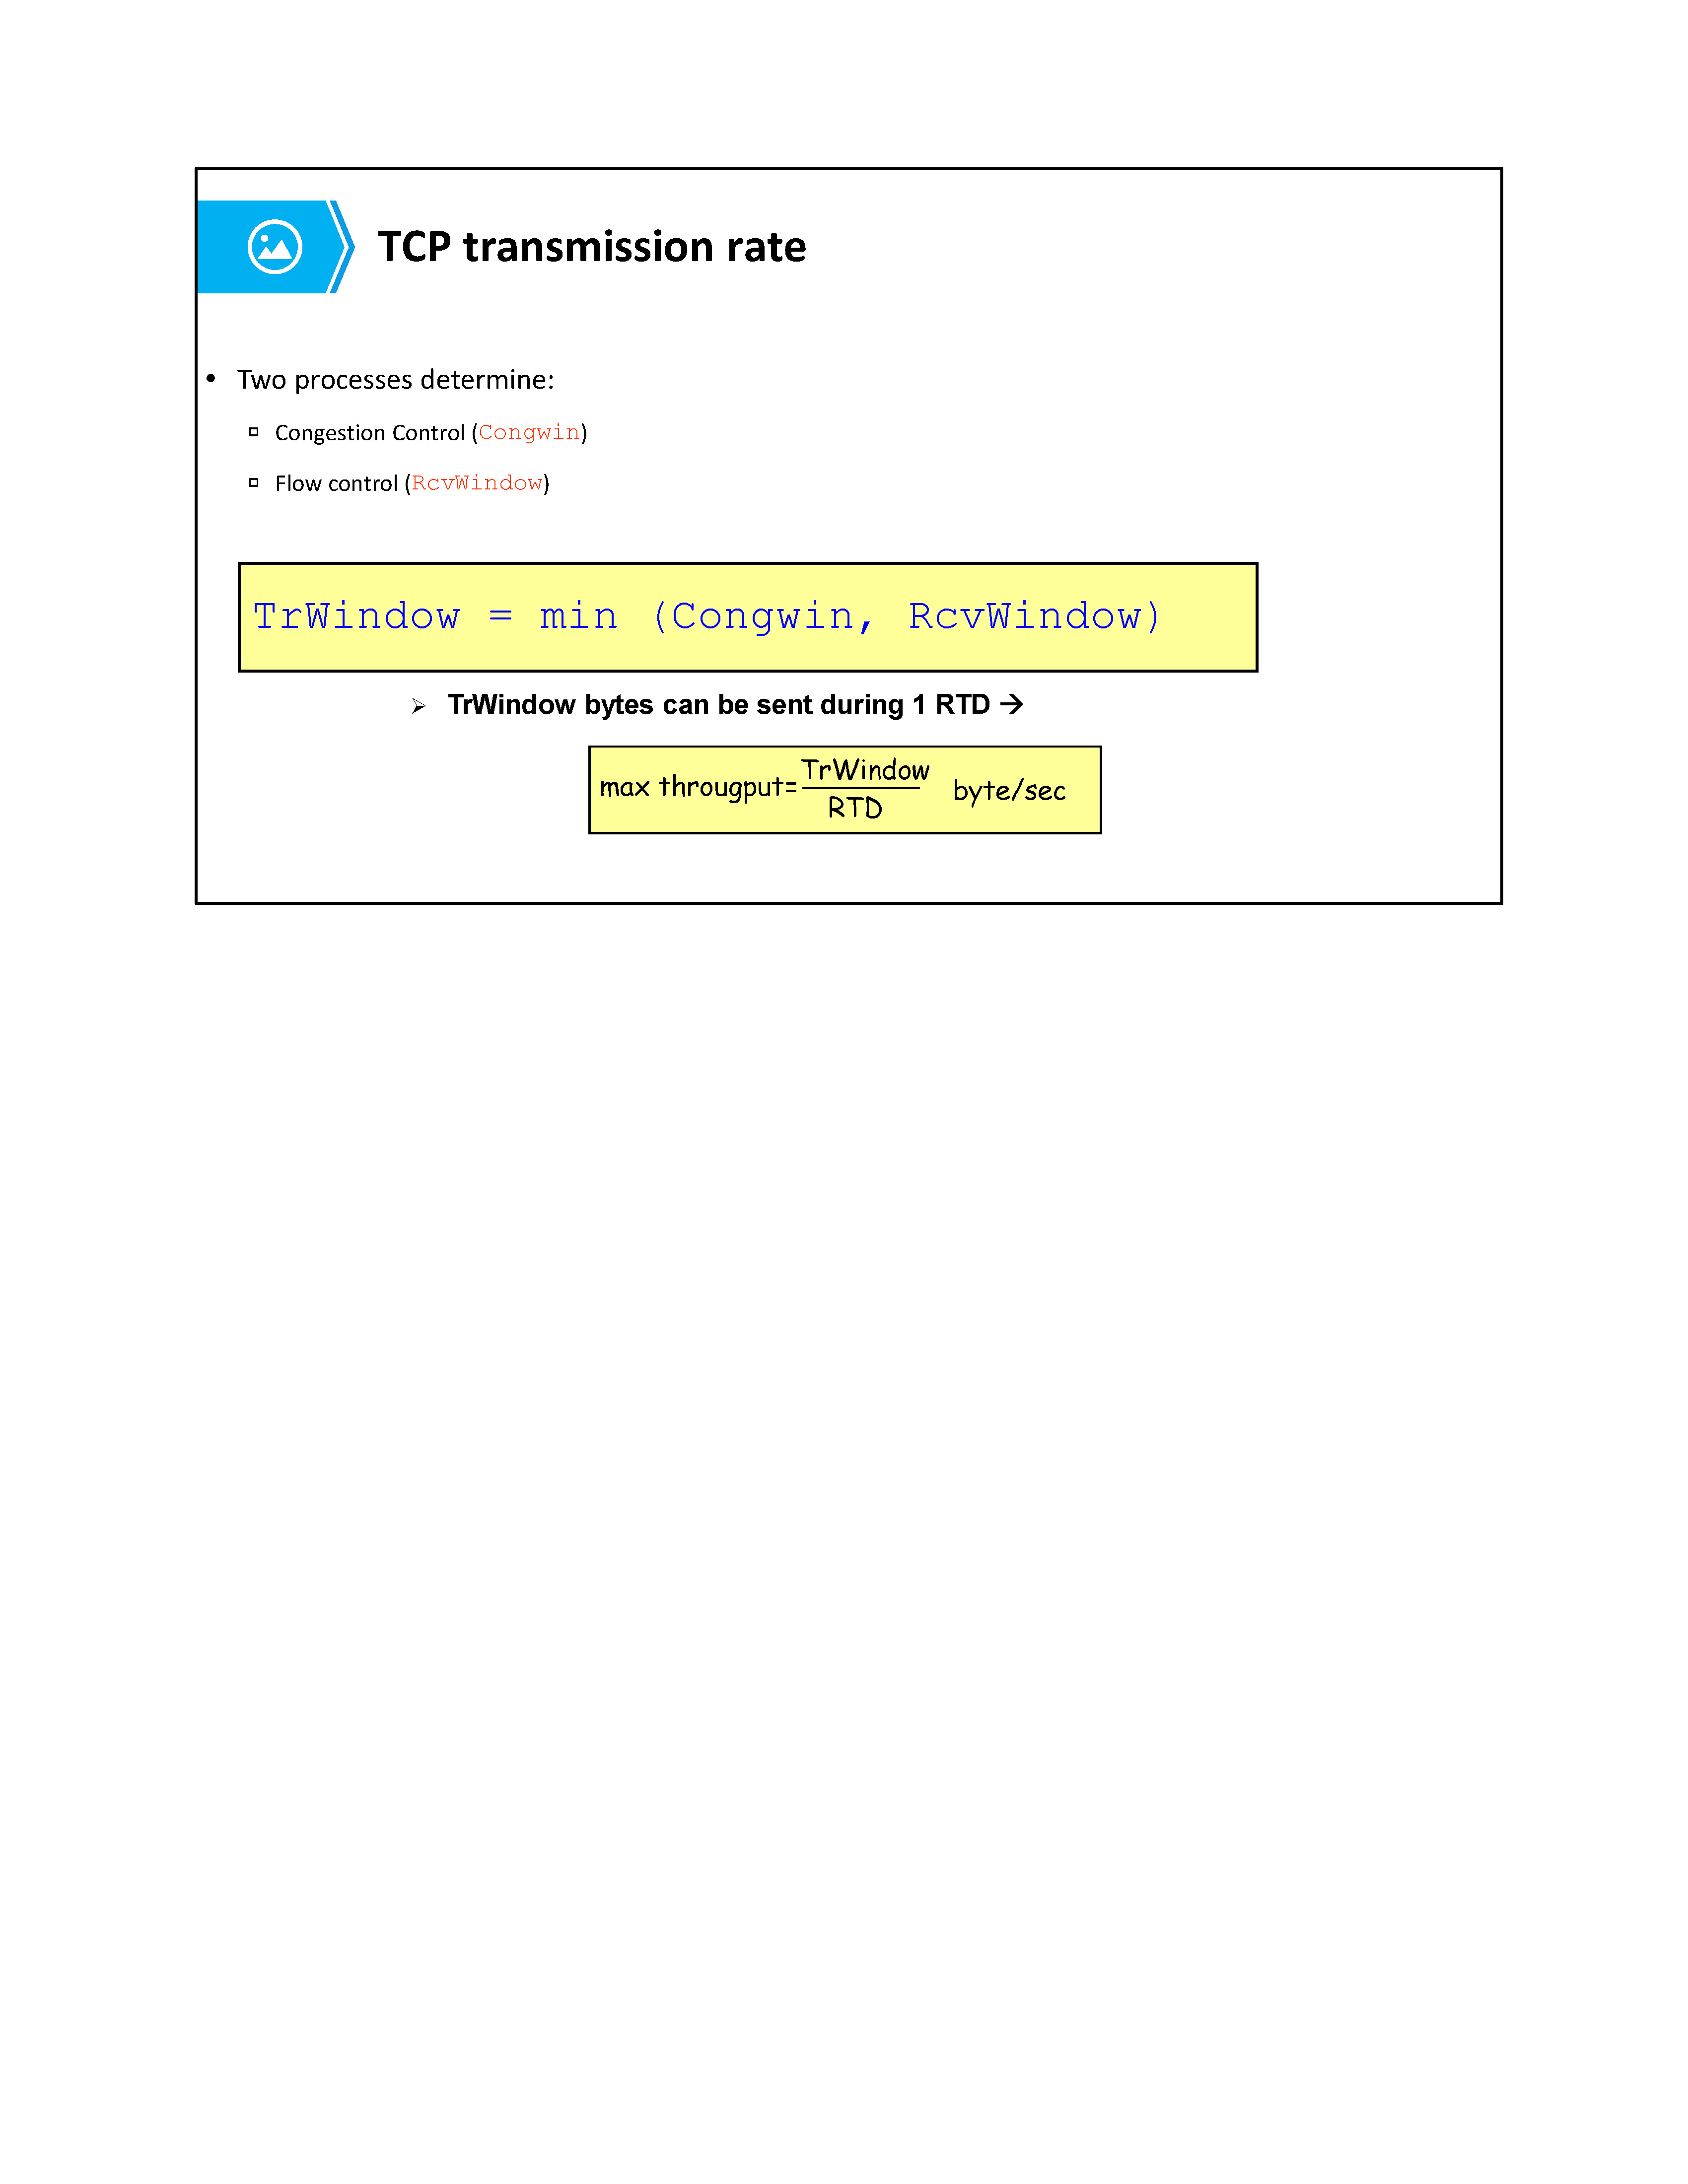 TCP transmission rate
• Two processes determine:
▫ Congestion Control (Congwin)
▫ Flow control (RcvWindow)
TrWindow = min (Congwin, RcvWindow)
➢ TrWindow bytes can be sent during 1 RTD →
max througput= TrWindow / RTD byte/sec